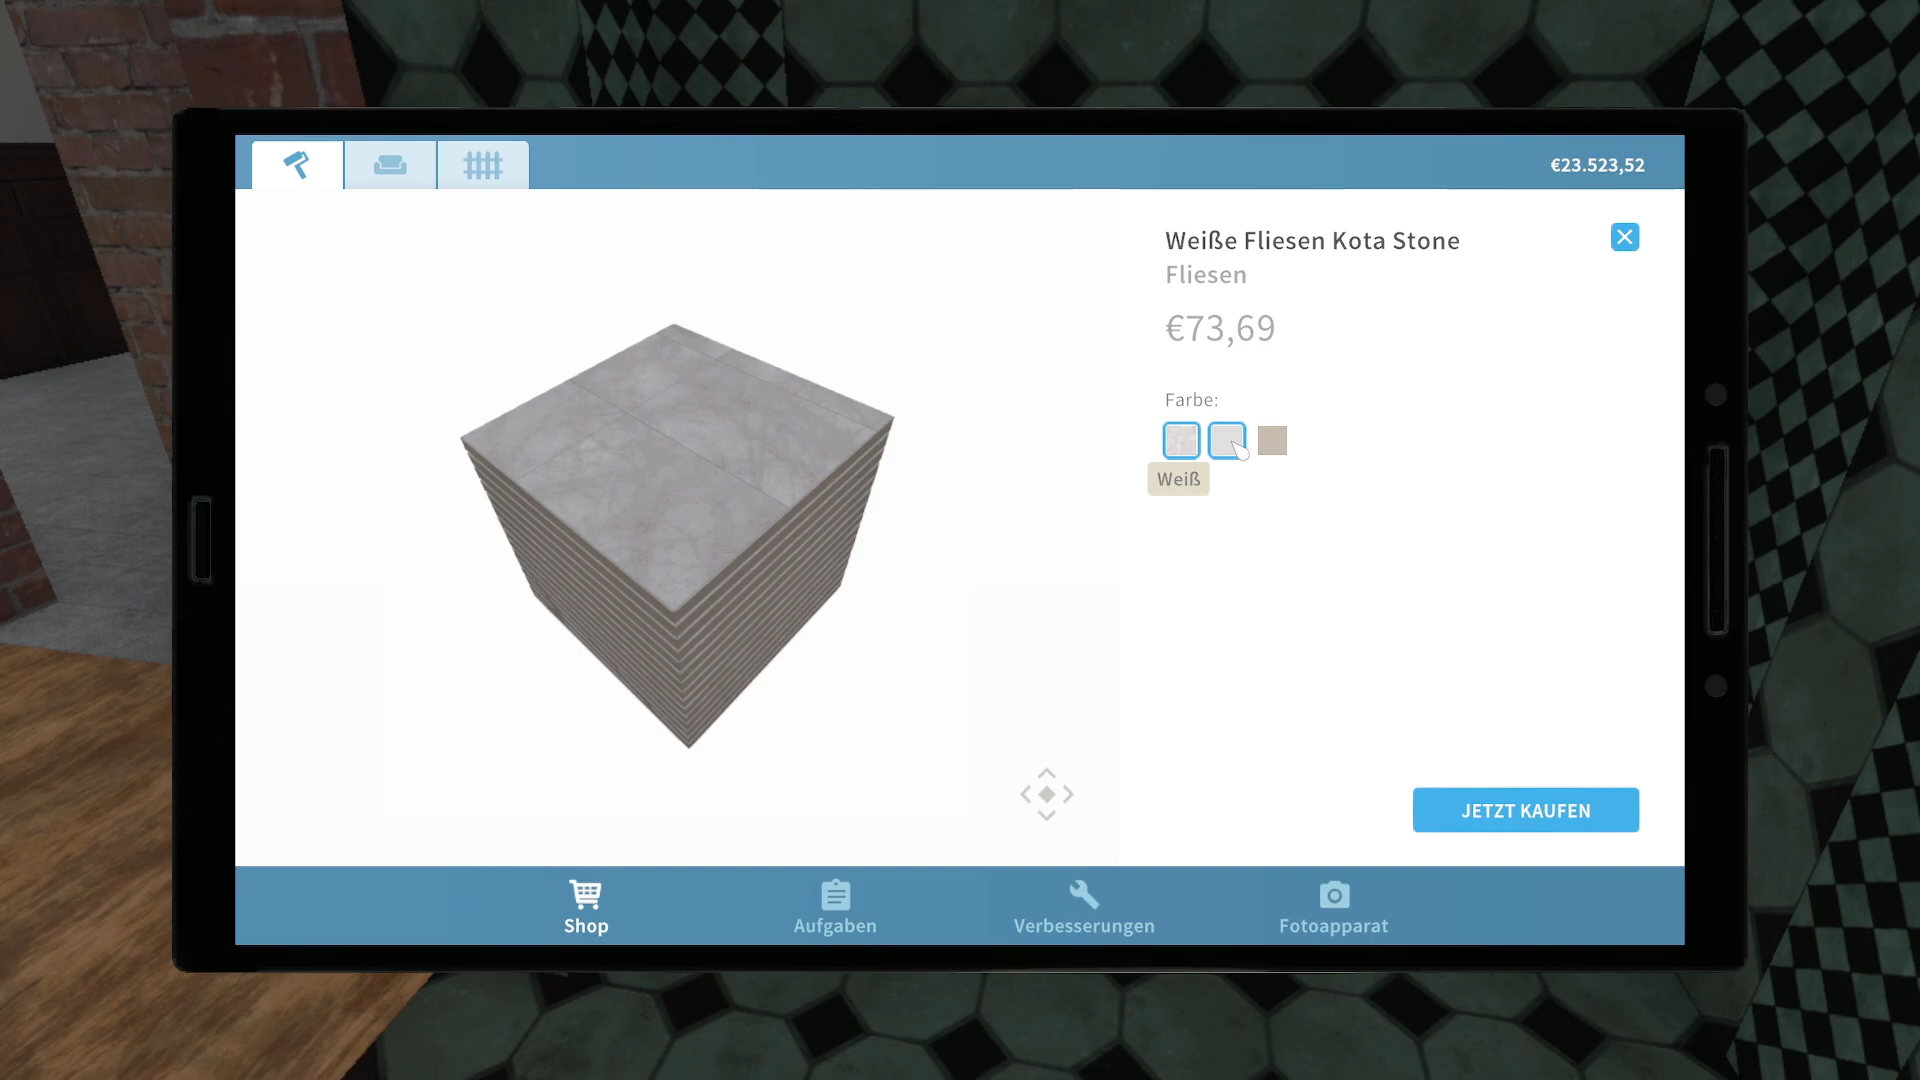 €23.523,52
Weiße Fliesen Kota Stone
Fliesen
€73,69
Farbe:
Weiß
JETZT KAUFEN
Shop
Aufgaben
Verbesserungen
Fotoapparat